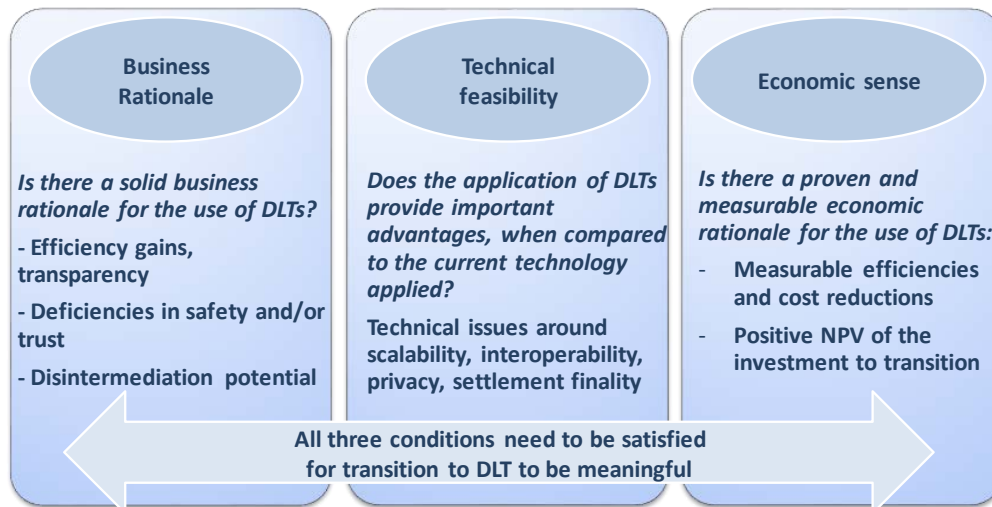 Business
Rationale
Is there a solid business
rationale for the use of DLTs?
- Efficiency gains,
transparency
- Deficiencies in safety and/or
trust
- Disintermediation potential
Technical
feasibility
Does the application of DLTs
provide important
advantages, when compared
to the current technology
applied?
Technical issues around
scalability, interoperability,
privacy, settlement finality
Economic sense
Is there a proven and
measurable economic
rationale for the use of DLTs:
- Measurable efficiencies
and cost reductions
- Positive NPV of the
investment to transition
All three conditions need to be satisfied
for transition to DLT to be meaningful